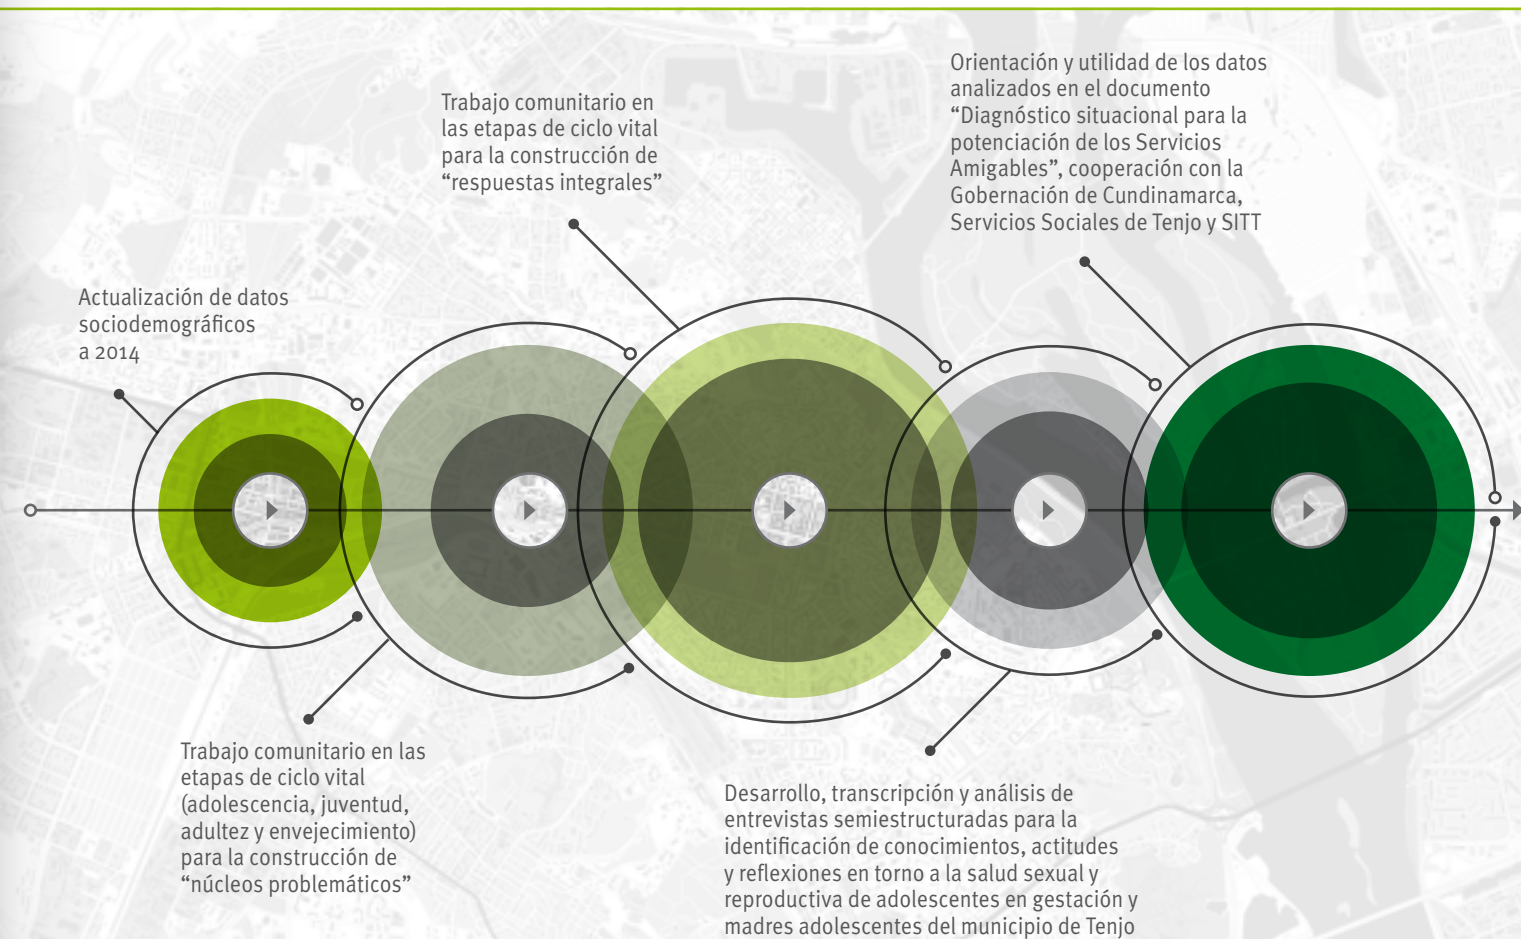 Actualización de datos
sociodemográficos
a 2014
Trabajo comunitario en las
etapas de ciclo vital
(adolescencia, juventud,
adultez y envejecimiento)
para la construcción de
“núcleos problemáticos”
Trabajo comunitario en
las etapas de ciclo vital
para la construcción de
“respuestas integrales”
Desarrollo, transcripción y análisis de
entrevistas semiestructuradas para la
identificación de conocimientos, actitudes
y reflexiones en torno a la salud sexual y
reproductiva de adolescentes en gestación y
madres adolescentes del municipio de Tenjo
Orientación y utilidad de los datos
analizados en el documento
“Diagnóstico situacional para la
potenciación de los Servicios
Amigables”, cooperación con la
Gobernación de Cundinamarca,
Servicios Sociales de Tenjo y SITT